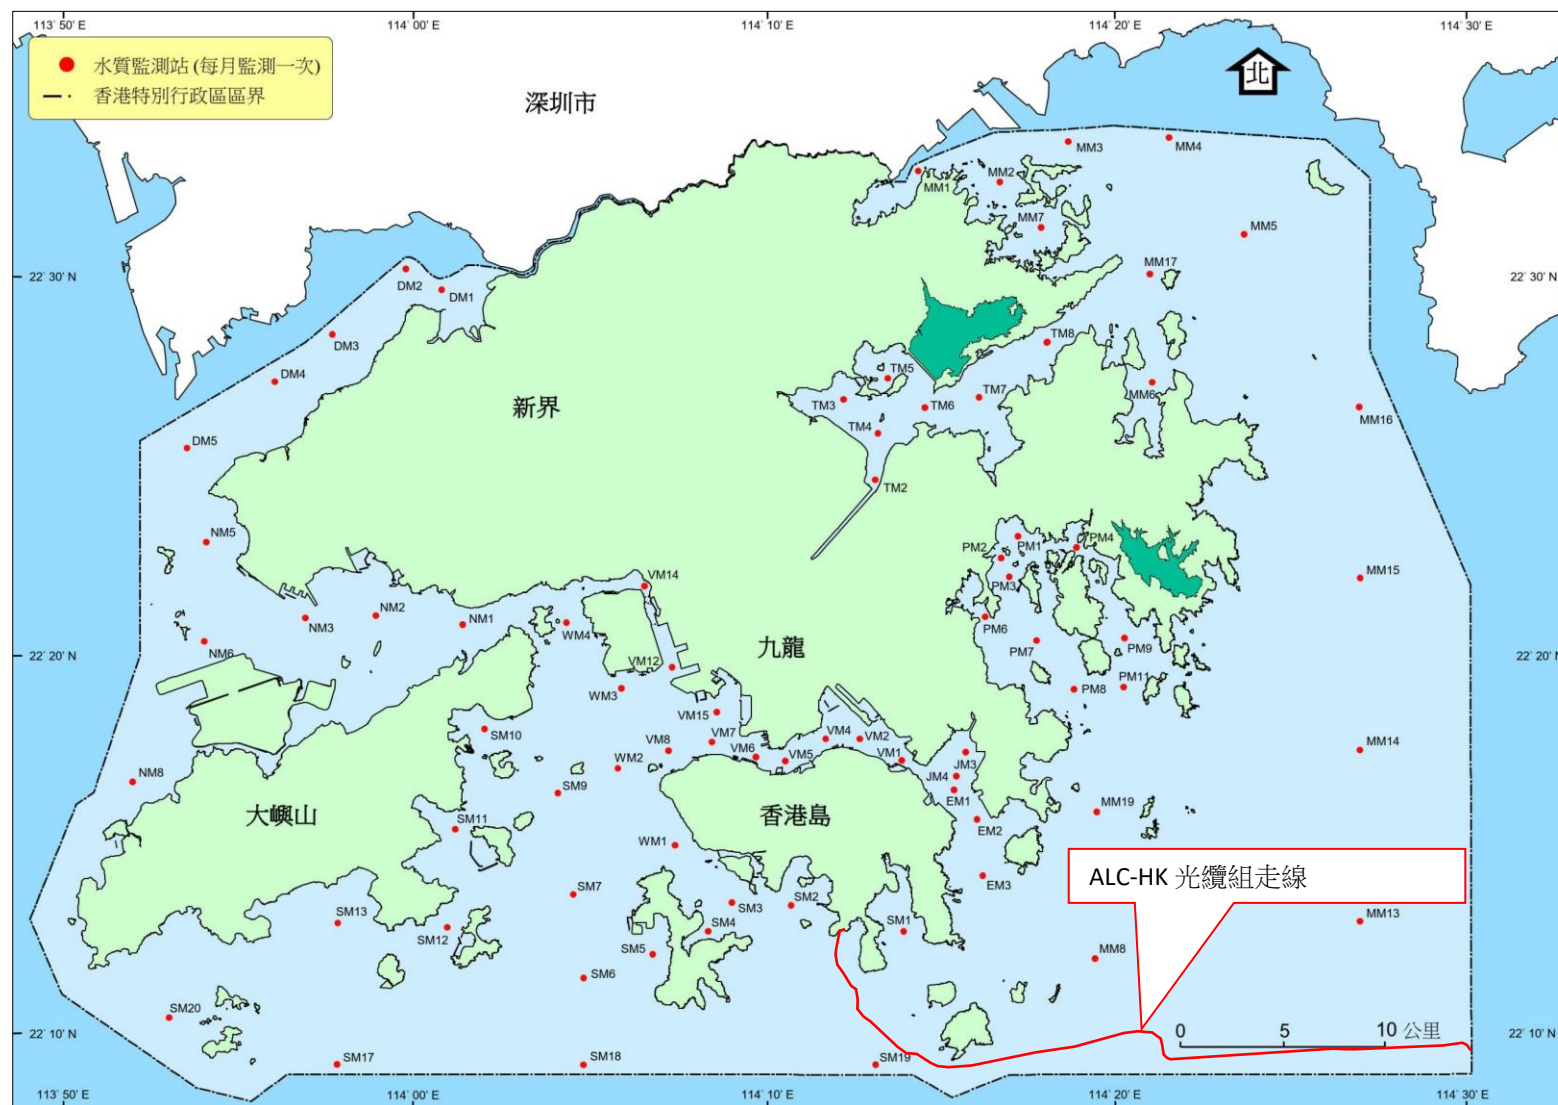 113˚ 50' E
114˚ 00' E
114˚ 10' E
114˚ 20' E
114˚ 30' E
水質監測站 (每月監測一次)
香港特別行政區區界
北
深圳市
MM3
MM4
MM2
MM1
MM7
MM5
MM17
22˚ 30' N
22˚ 30' N
DM2
DM1
DM3
DM4
TM8
TM5
TM7
MM6
TM3
TM6
新界
MM16
TM4
DM5
TM2
NM5
PM2
PM1
PM4
PM3
MM15
VM14
NM2
NM3
NM1
WM4
PM6
九龍
NM6
PM7
PM9
22˚ 20' N
22˚ 20' N
VM12
WM3
PM8
PM11
VM15
SM10
VM7
VM4
VM2
VM8
VM6
VM5
VM1
MM14
WM2
JM3
JM4
NM8
SM9
EM1
大嶼山
香港島
MM19
SM11
EM2
WM1
ALC-HK 光纜組走線
EM3
SM7
SM3
SM2
SM13
SM4
SM1
MM13
SM12
SM5
MM8
SM6
SM20
22˚ 10' N
0 5 10 公里
22˚ 10' N
SM17
SM18
SM19
113˚ 50' E
114˚ 00' E
114˚ 10' E
114˚ 20' E
114˚ 30' E